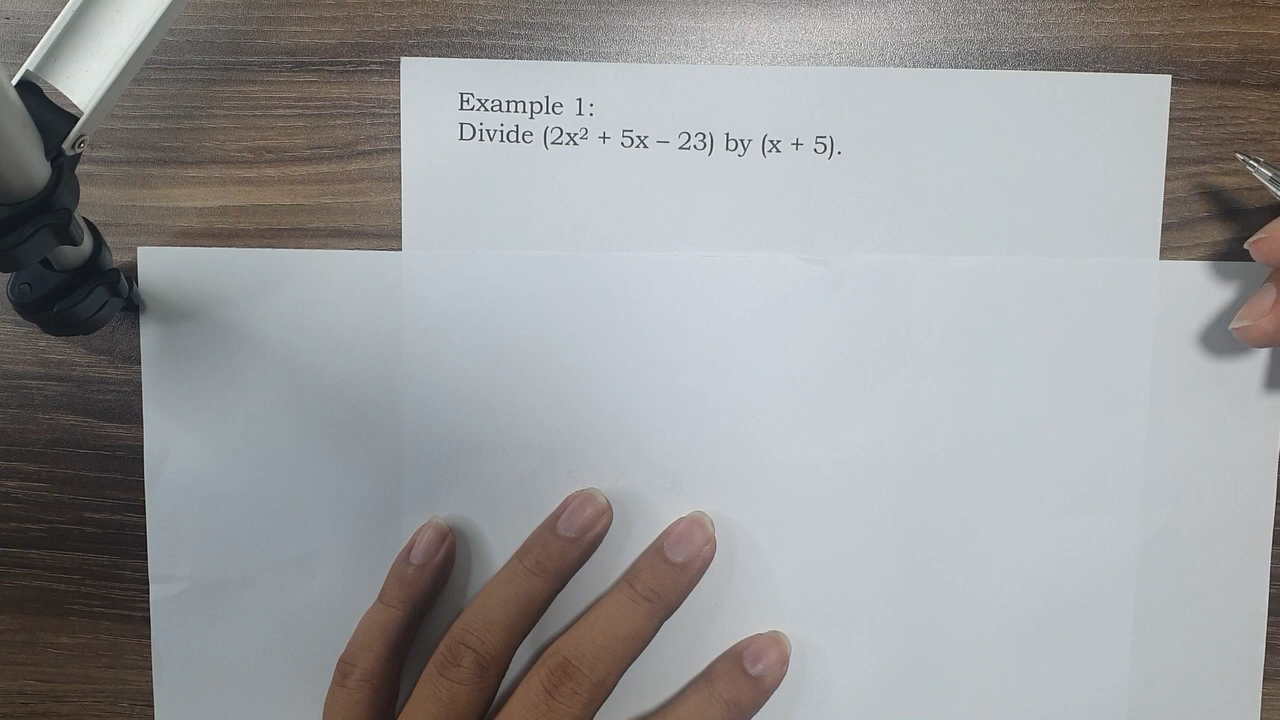 Example 1:
Divide (2x² + 5x – 23) by (x + 5).